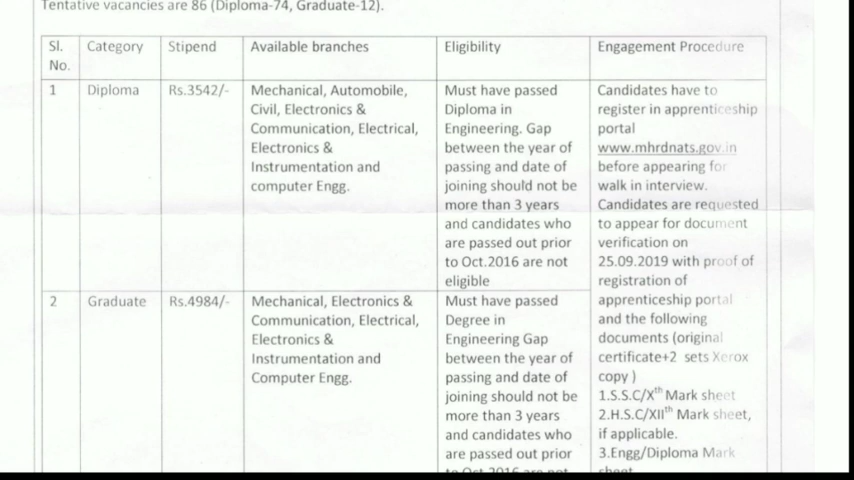 Tentative vacancies are 86 (Diploma-74, Graduate-12).
Sl. No.
Category
Stipend
Available branches
Eligibility
Engagement Procedure
1
Diploma
Rs.3542/-
Mechanical, Automobile,
Civil, Electronics &
Communication, Electrical,
Electronics &
Instrumentation and
computer Engg.
Must have passed
Diploma in
Engineering. Gap
between the year of
passing and date of
joining should not be
more than 3 years
and candidates who
are passed out prior
to Oct.2016 are not
eligible
Candidates have to
register in apprenticeship
portal
www.mhrdnats.gov.in
before appearing for
walk in interview.
Candidates are requested
to appear for document
verification on
25.09.2019 with proof of
registration of
apprenticeship portal
and the following
documents (original
certificate+2 sets Xerox
copy )
1.S.S.C/Xth Mark sheet
2.H.S.C/XIIth Mark sheet,
if applicable.
3.Engg/Diploma Mark
sheet
2
Graduate
Rs.4984/-
Mechanical, Electronics &
Communication, Electrical,
Electronics &
Instrumentation and
Computer Engg.
Must have passed
Degree in
Engineering Gap
between the year of
passing and date of
joining should not be
more than 3 years
and candidates who
are passed out prior
to Oct.2016 are not